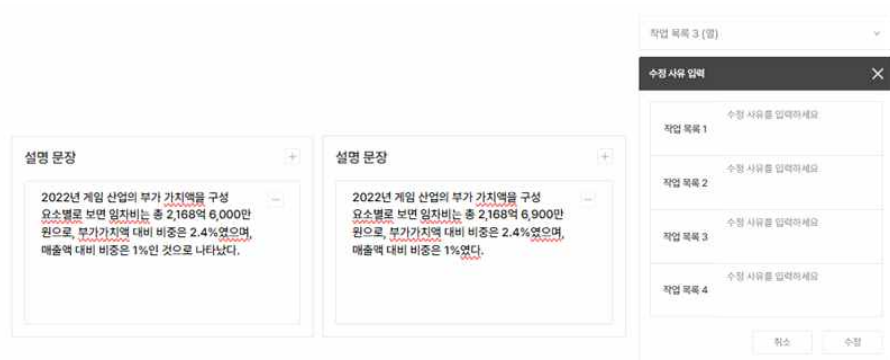 작업 목록 3 (열)
수정 사유 입력
수정 사유를 입력하세요
작업 목록 1
수정 사유를 입력하세요
작업 목록 2
수정 사유를 입력하세요
작업 목록 3
수정 사유를 입력하세요
작업 목록 4
취소 수정
설명 문장
2022년 게임 산업의 부가 가치액을 구성
요소별로 보면 임차비는 총 2,168억 6,000만
원으로, 부가가치액 대비 비중은 2.4%였으며,
매출액 대비 비중은 1%인 것으로 나타났다.
설명 문장
2022년 게임 산업의 부가 가치액을 구성
요소별로 보면 임차비는 총 2,168억 6,900만
원으로, 부가가치액 대비 비중은 2.4%였으며,
매출액 대비 비중은 1%였다.